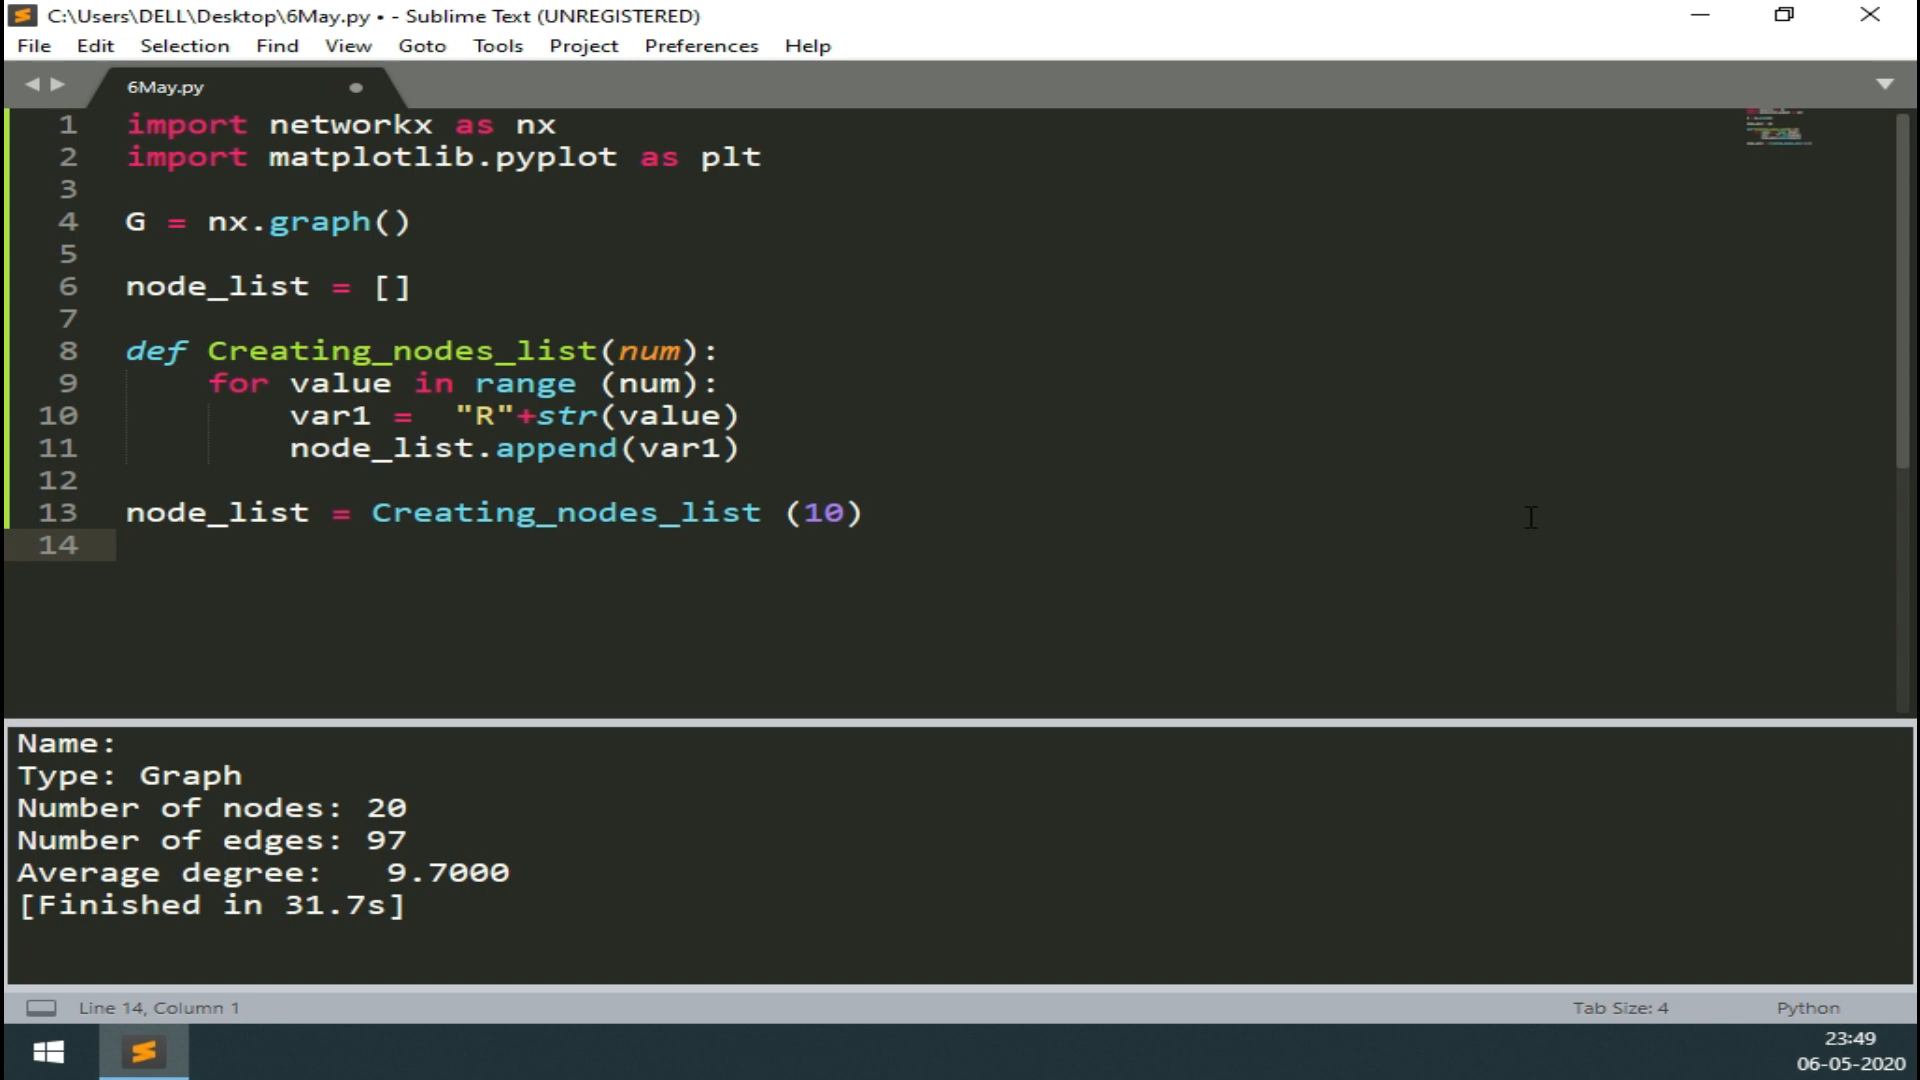 C:\Users\DELL\Desktop\6May.py • - Sublime Text (UNREGISTERED)
File Edit Selection Find View Goto Tools Project Preferences Help
6May.py
1 import networkx as nx
2 import matplotlib.pyplot as plt
3
4 G = nx.graph()
5
6 node_list = []
7
8 def Creating_nodes_list(num):
9 for value in range (num):
10 var1 =  "R"+str(value)
11 node_list.append(var1)
12
13 node_list = Creating_nodes_list (10)
14
Name:
Type: Graph
Number of nodes: 20
Number of edges: 97
Average degree:   9.7000
[Finished in 31.7s]
Line 14, Column 1
Tab Size: 4
Python
23:49
06-05-2020